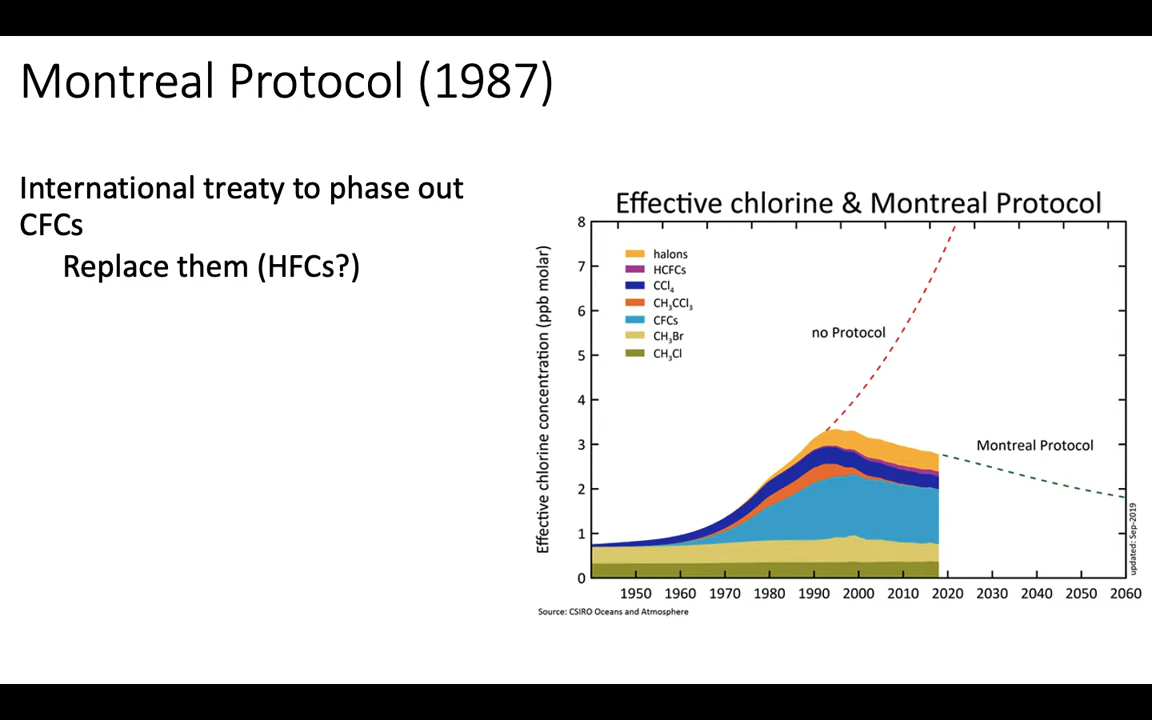 Montreal Protocol (1987)
International treaty to phase out
CFCs
Replace them (HFCs?)
Effective chlorine & Montreal Protocol
Effective chlorine concentration (ppb molar)
8
7
6
5
4
3
2
1
0
halons
HCFCs
CCl₄
CH₃CCl₃
CFCs
CH₃Br
CH₃Cl
no Protocol
Montreal Protocol
updated: Sep-2019
1950 1960 1970 1980 1990 2000 2010 2020 2030 2040 2050 2060
Source: CSIRO Oceans and Atmosphere